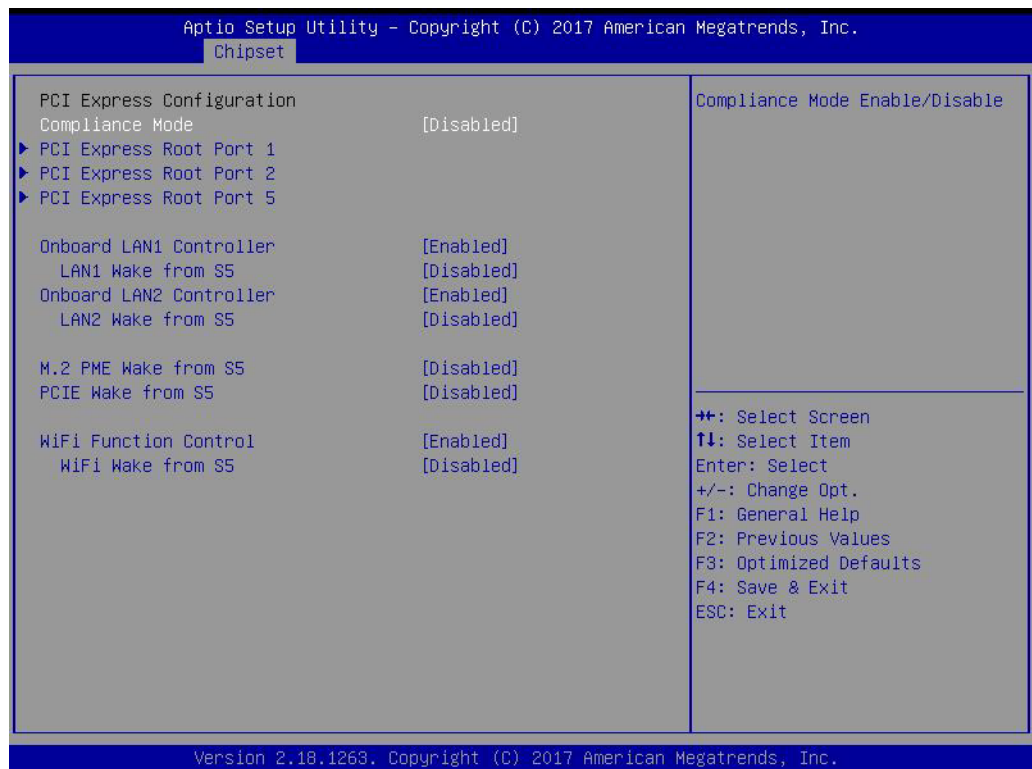 Aptio Setup Utility – Copyright (C) 2017 American Megatrends, Inc.
Chipset
PCI Express Configuration
Compliance Mode [Disabled]
▶ PCI Express Root Port 1
▶ PCI Express Root Port 2
▶ PCI Express Root Port 5
Onboard LAN1 Controller [Enabled]
LAN1 Wake from S5 [Disabled]
Onboard LAN2 Controller [Enabled]
LAN2 Wake from S5 [Disabled]
M.2 PME Wake from S5 [Disabled]
PCIE Wake from S5 [Disabled]
WiFi Function Control [Enabled]
WiFi Wake from S5 [Disabled]
Compliance Mode Enable/Disable
→←: Select Screen
↑↓: Select Item
Enter: Select
+/-: Change Opt.
F1: General Help
F2: Previous Values
F3: Optimized Defaults
F4: Save & Exit
ESC: Exit
Version 2.18.1263. Copyright (C) 2017 American Megatrends, Inc.